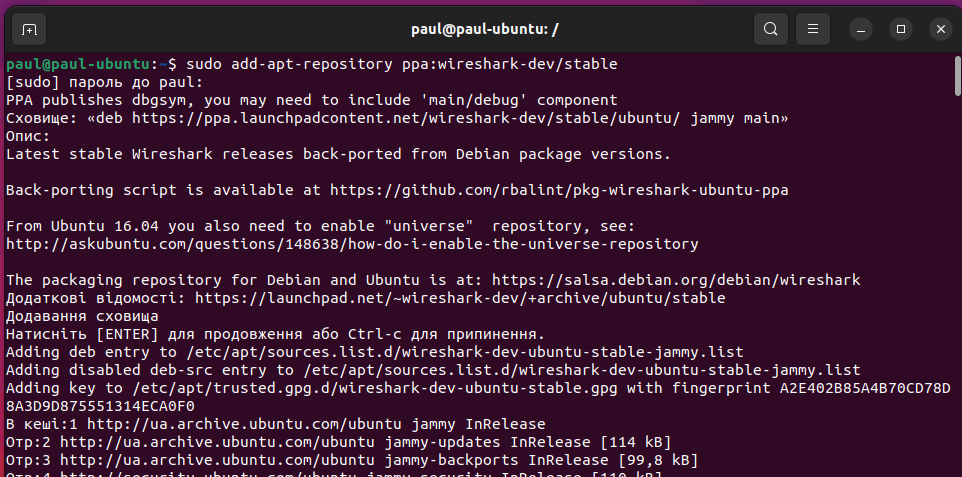 paul@paul-ubuntu: /
paul@paul-ubuntu:~$ sudo add-apt-repository ppa:wireshark-dev/stable
[sudo] пароль до paul:
PPA publishes dbgsym, you may need to include 'main/debug' component
Сховище: «deb https://ppa.launchpadcontent.net/wireshark-dev/stable/ubuntu/ jammy main»
Опис:
Latest stable Wireshark releases back-ported from Debian package versions.
Back-porting script is available at https://github.com/rbalint/pkg-wireshark-ubuntu-ppa
From Ubuntu 16.04 you also need to enable "universe"  repository, see:
http://askubuntu.com/questions/148638/how-do-i-enable-the-universe-repository
The packaging repository for Debian and Ubuntu is at: https://salsa.debian.org/debian/wireshark
Додаткові відомості: https://launchpad.net/~wireshark-dev/+archive/ubuntu/stable
Додавання сховища
Натисніть [ENTER] для продовження або Ctrl-c для припинення.
Adding deb entry to /etc/apt/sources.list.d/wireshark-dev-ubuntu-stable-jammy.list
Adding disabled deb-src entry to /etc/apt/sources.list.d/wireshark-dev-ubuntu-stable-jammy.list
Adding key to /etc/apt/trusted.gpg.d/wireshark-dev-ubuntu-stable.gpg with fingerprint A2E402B85A4B70CD78D
8A3D9D875551314ECA0F0
В кеші:1 http://ua.archive.ubuntu.com/ubuntu jammy InRelease
Отр:2 http://ua.archive.ubuntu.com/ubuntu jammy-updates InRelease [114 kB]
Отр:3 http://ua.archive.ubuntu.com/ubuntu jammy-backports InRelease [99,8 kB]
Отр:4 http://security.ubuntu.com/ubuntu jammy-security InRelease [110 kB]